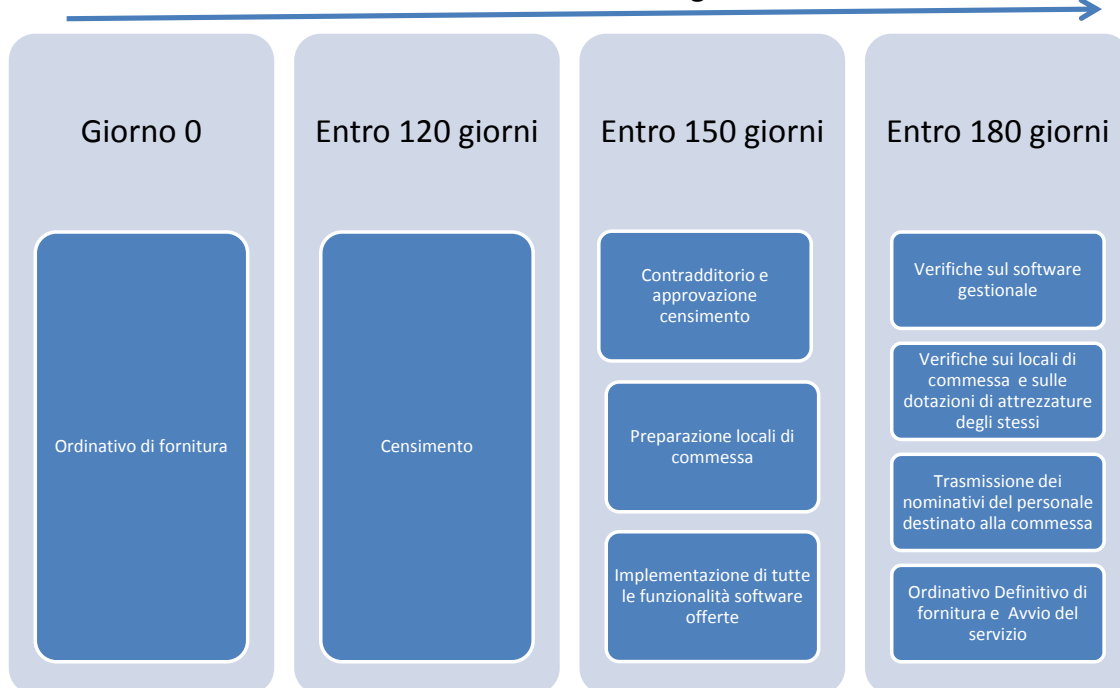 Giorno 0
Ordinativo di fornitura
Entro 120 giorni
Censimento
Entro 150 giorni
Contradditorio e
approvazione
censimento
Preparazione locali di
commessa
Implementazione di tutte
le funzionalità software
offerte
Entro 180 giorni
Verifiche sul software
gestionale
Verifiche sui locali di
commessa e sulle
dotazioni di attrezzature
degli stessi
Trasmissione dei
nominativi del personale
destinato alla commessa
Ordinativo Definitivo di
fornitura e Avvio del
servizio